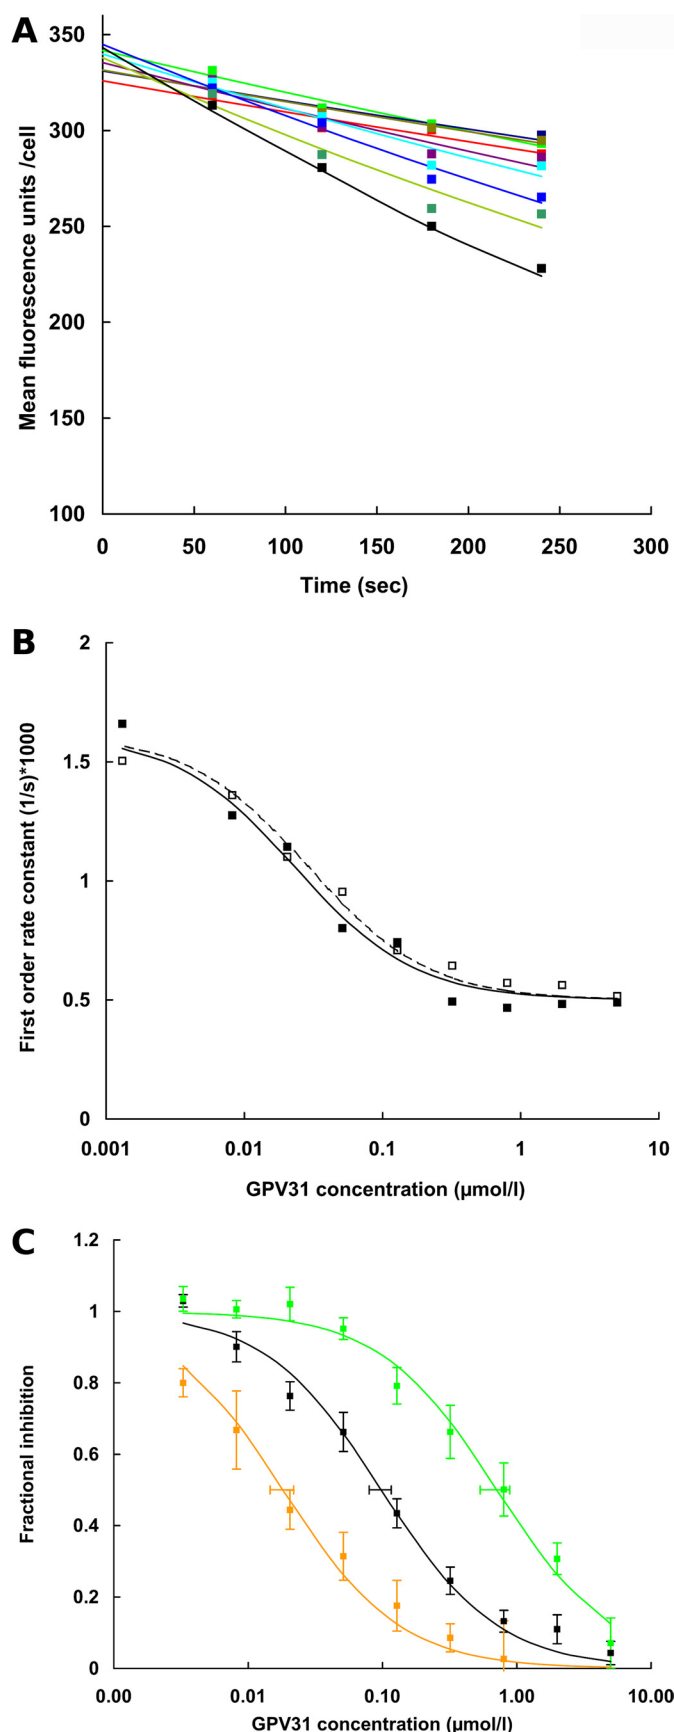 A
350
300
250
200
150
100
0 50 100 150 200 250 300
Mean fluorescence units /cell
Time (sec)
B
2
1.5
1
0.5
0
0.001 0.01 0.1 1 10
First order rate constant (1/s)*1000
GPV31 concentration (μmol/l)
C
1.2
1
0.8
0.6
0.4
0.2
0
0.00 0.01 0.10 1.00 10.00
Fractional inhibition
GPV31 concentration (μmol/l)